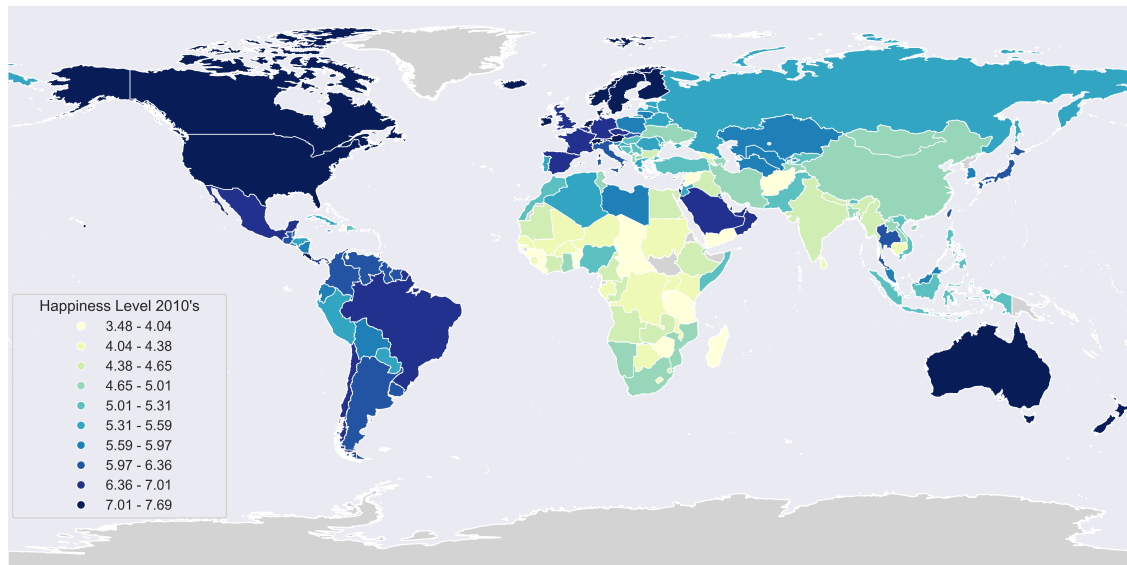 Happiness Level 2010's
3.48 - 4.04
4.04 - 4.38
4.38 - 4.65
4.65 - 5.01
5.01 - 5.31
5.31 - 5.59
5.59 - 5.97
5.97 - 6.36
6.36 - 7.01
7.01 - 7.69